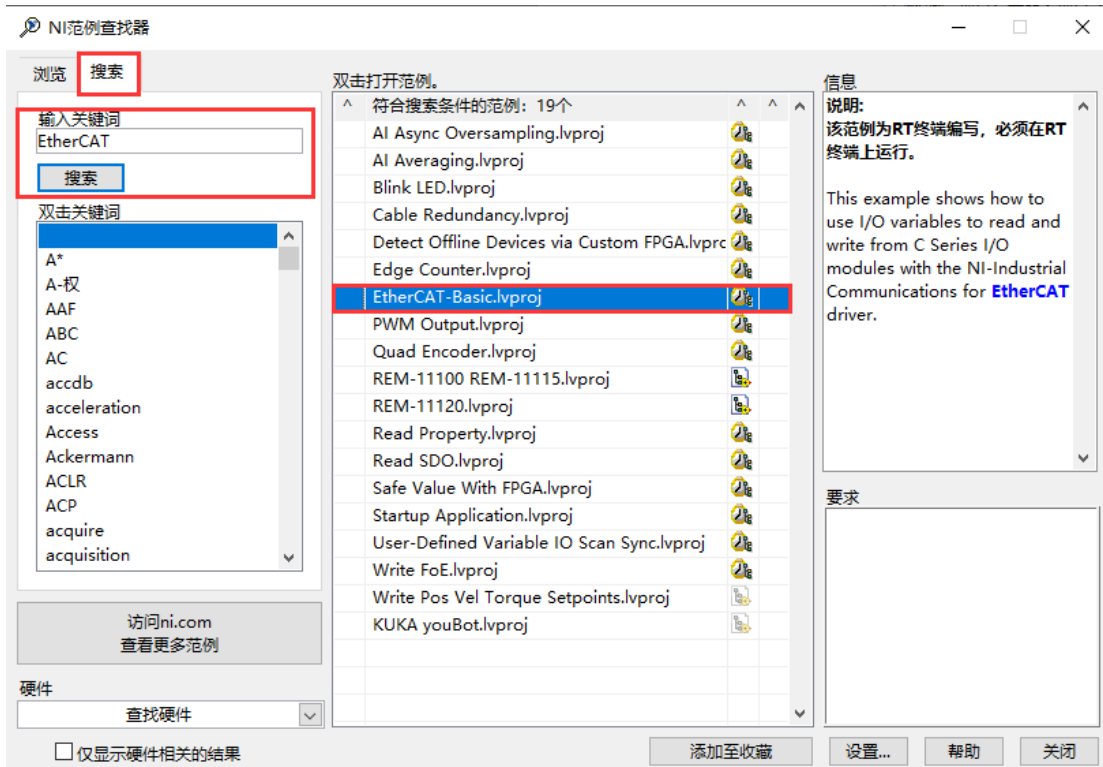 NI范例查找器
浏览
搜索
输入关键词
EtherCAT
搜索
双击关键词
A*
A-权
AAF
ABC
AC
accdb
acceleration
Access
Ackermann
ACLR
ACP
acquire
acquisition
访问ni.com
查看更多范例
硬件
查找硬件
仅显示硬件相关的结果
双击打开范例。
符合搜索条件的范例：19个
AI Async Oversampling.lvproj
AI Averaging.lvproj
Blink LED.lvproj
Cable Redundancy.lvproj
Detect Offline Devices via Custom FPGA.lvprc
Edge Counter.lvproj
EtherCAT-Basic.lvproj
PWM Output.lvproj
Quad Encoder.lvproj
REM-11100 REM-11115.lvproj
REM-11120.lvproj
Read Property.lvproj
Read SDO.lvproj
Safe Value With FPGA.lvproj
Startup Application.lvproj
User-Defined Variable IO Scan Sync.lvproj
Write FoE.lvproj
Write Pos Vel Torque Setpoints.lvproj
KUKA youBot.lvproj
添加至收藏
信息
说明:
该范例为RT终端编写，必须在RT
终端上运行。
This example shows how to
use I/O variables to read and
write from C Series I/O
modules with the NI-Industrial
Communications for EtherCAT
driver.
要求
设置...
帮助
关闭